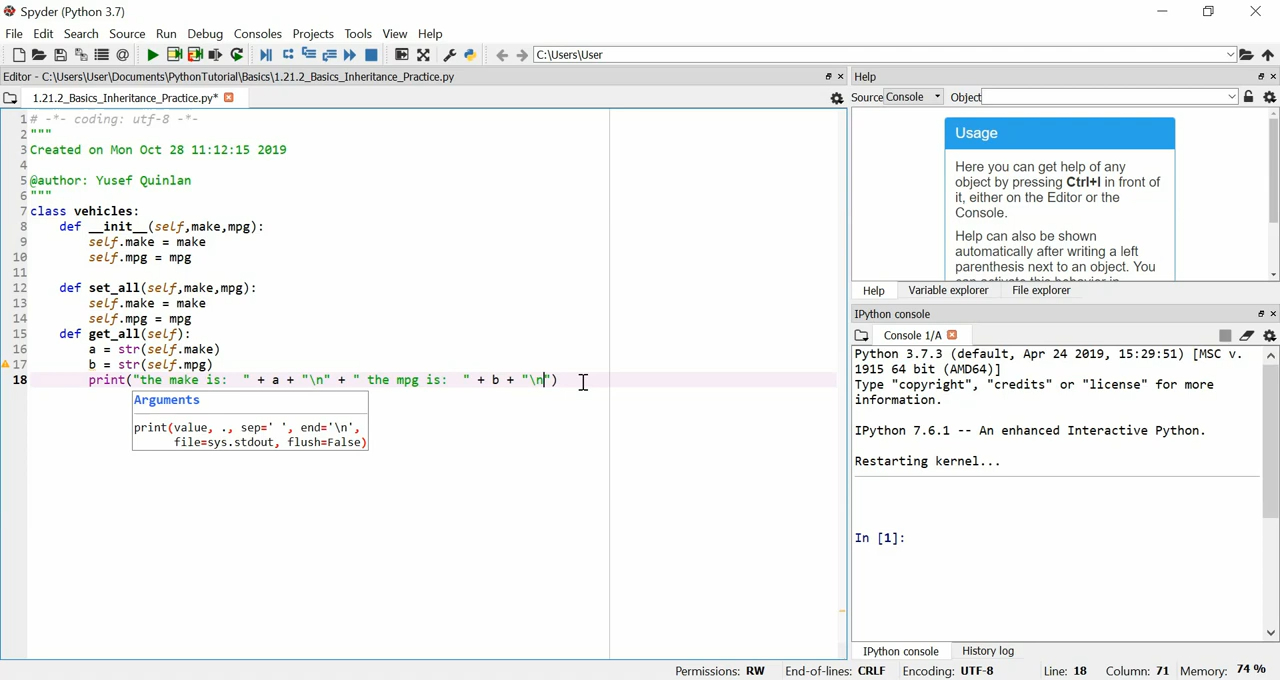 Spyder (Python 3.7)
File Edit Search Source Run Debug Consoles Projects Tools View Help
C:\Users\User
Editor - C:\Users\User\Documents\PythonTutorial\Basics\1.21.2_Basics_Inheritance_Practice.py
1.21.2_Basics_Inheritance_Practice.py*
1 # -*- coding: utf-8 -*-
2 """
3 Created on Mon Oct 28 11:12:15 2019
4
5 @author: Yusef Quinlan
6 """
7 class vehicles:
8     def __init__(self,make,mpg):
9         self.make = make
10         self.mpg = mpg
11
12     def set_all(self,make,mpg):
13         self.make = make
14         self.mpg = mpg
15     def get_all(self):
16         a = str(self.make)
17         b = str(self.mpg)
18         print("the make is:  " + a + "\n" + " the mpg is:  " + b + "\n")
Arguments
print(value, ., sep=' ', end='\n',
file=sys.stdout, flush=False)
Help
Source Console Object
Usage
Here you can get help of any
object by pressing Ctrl+I in front of
it, either on the Editor or the
Console.
Help can also be shown
automatically after writing a left
parenthesis next to an object. You
Help Variable explorer File explorer
IPython console
Console 1/A
Python 3.7.3 (default, Apr 24 2019, 15:29:51) [MSC v.
1915 64 bit (AMD64)]
Type "copyright", "credits" or "license" for more
information.
IPython 7.6.1 -- An enhanced Interactive Python.
Restarting kernel...
In [1]:
IPython console History log
Permissions: RW End-of-lines: CRLF Encoding: UTF-8 Line: 18 Column: 71 Memory: 74 %